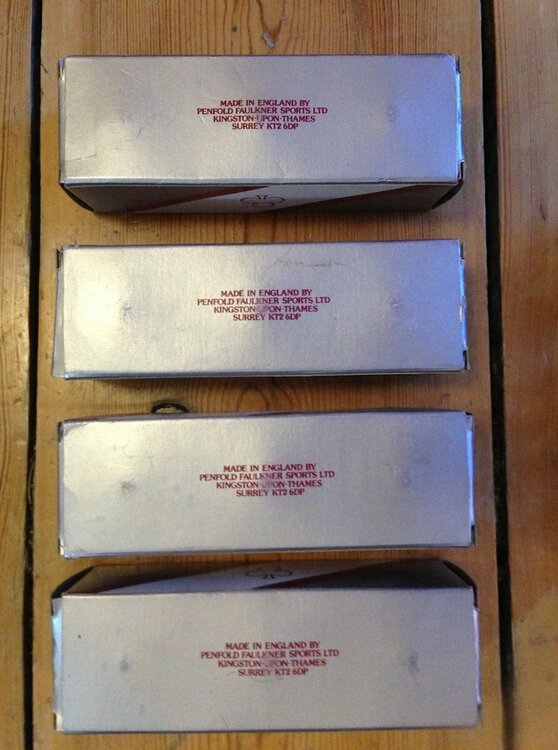 MADE IN ENGLAND BY
PENFOLD FAULKNER SPORTS LTD
KINGSTON-UPON-THAMES
SURREY KT2 6DP
MADE IN ENGLAND BY
PENFOLD FAULKNER SPORTS LTD
KINGSTON-UPON-THAMES
SURREY KT2 6DP
MADE IN ENGLAND BY
PENFOLD FAULKNER SPORTS LTD
KINGSTON-UPON-THAMES
SURREY KT2 6DP
MADE IN ENGLAND BY
PENFOLD FAULKNER SPORTS LTD
KINGSTON-UPON-THAMES
SURREY KT2 6DP